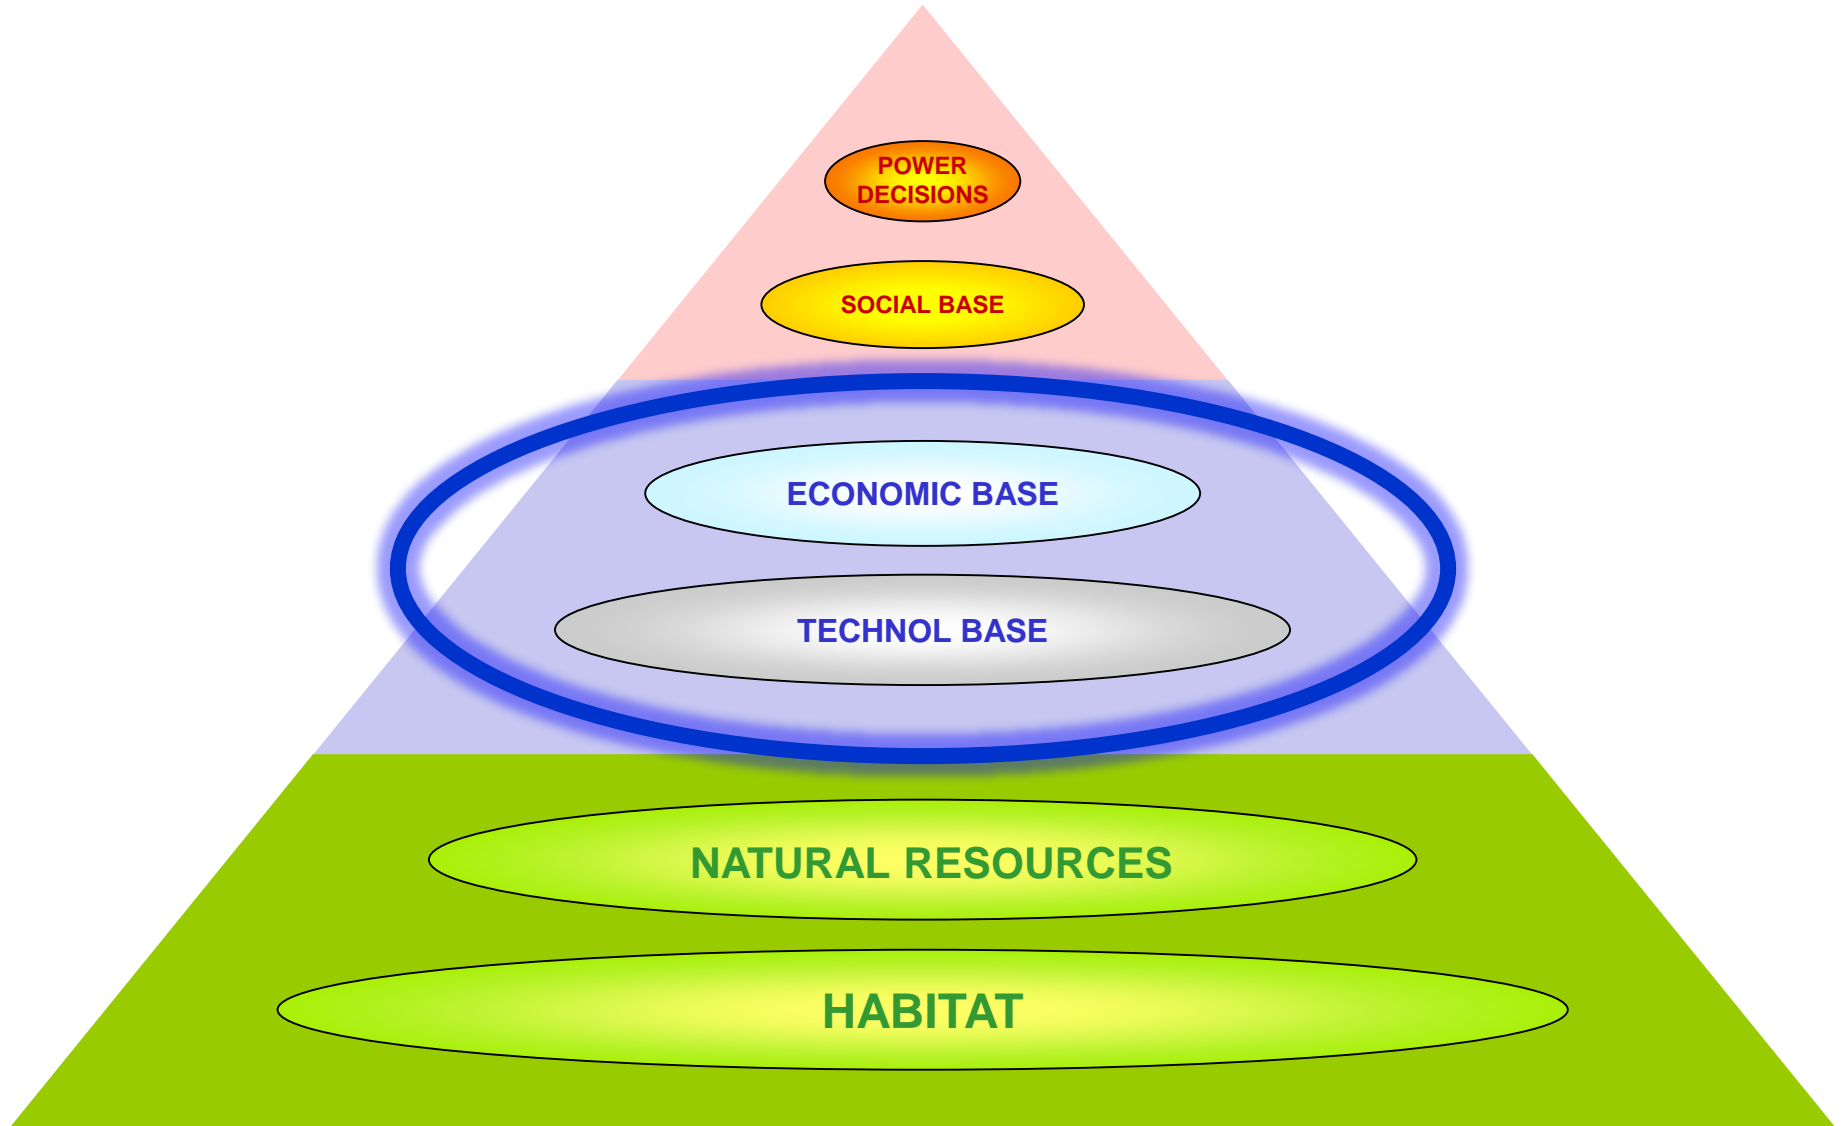 POWER
DECISIONS
SOCIAL BASE
ECONOMIC BASE
TECHNOL BASE
NATURAL RESOURCES
HABITAT